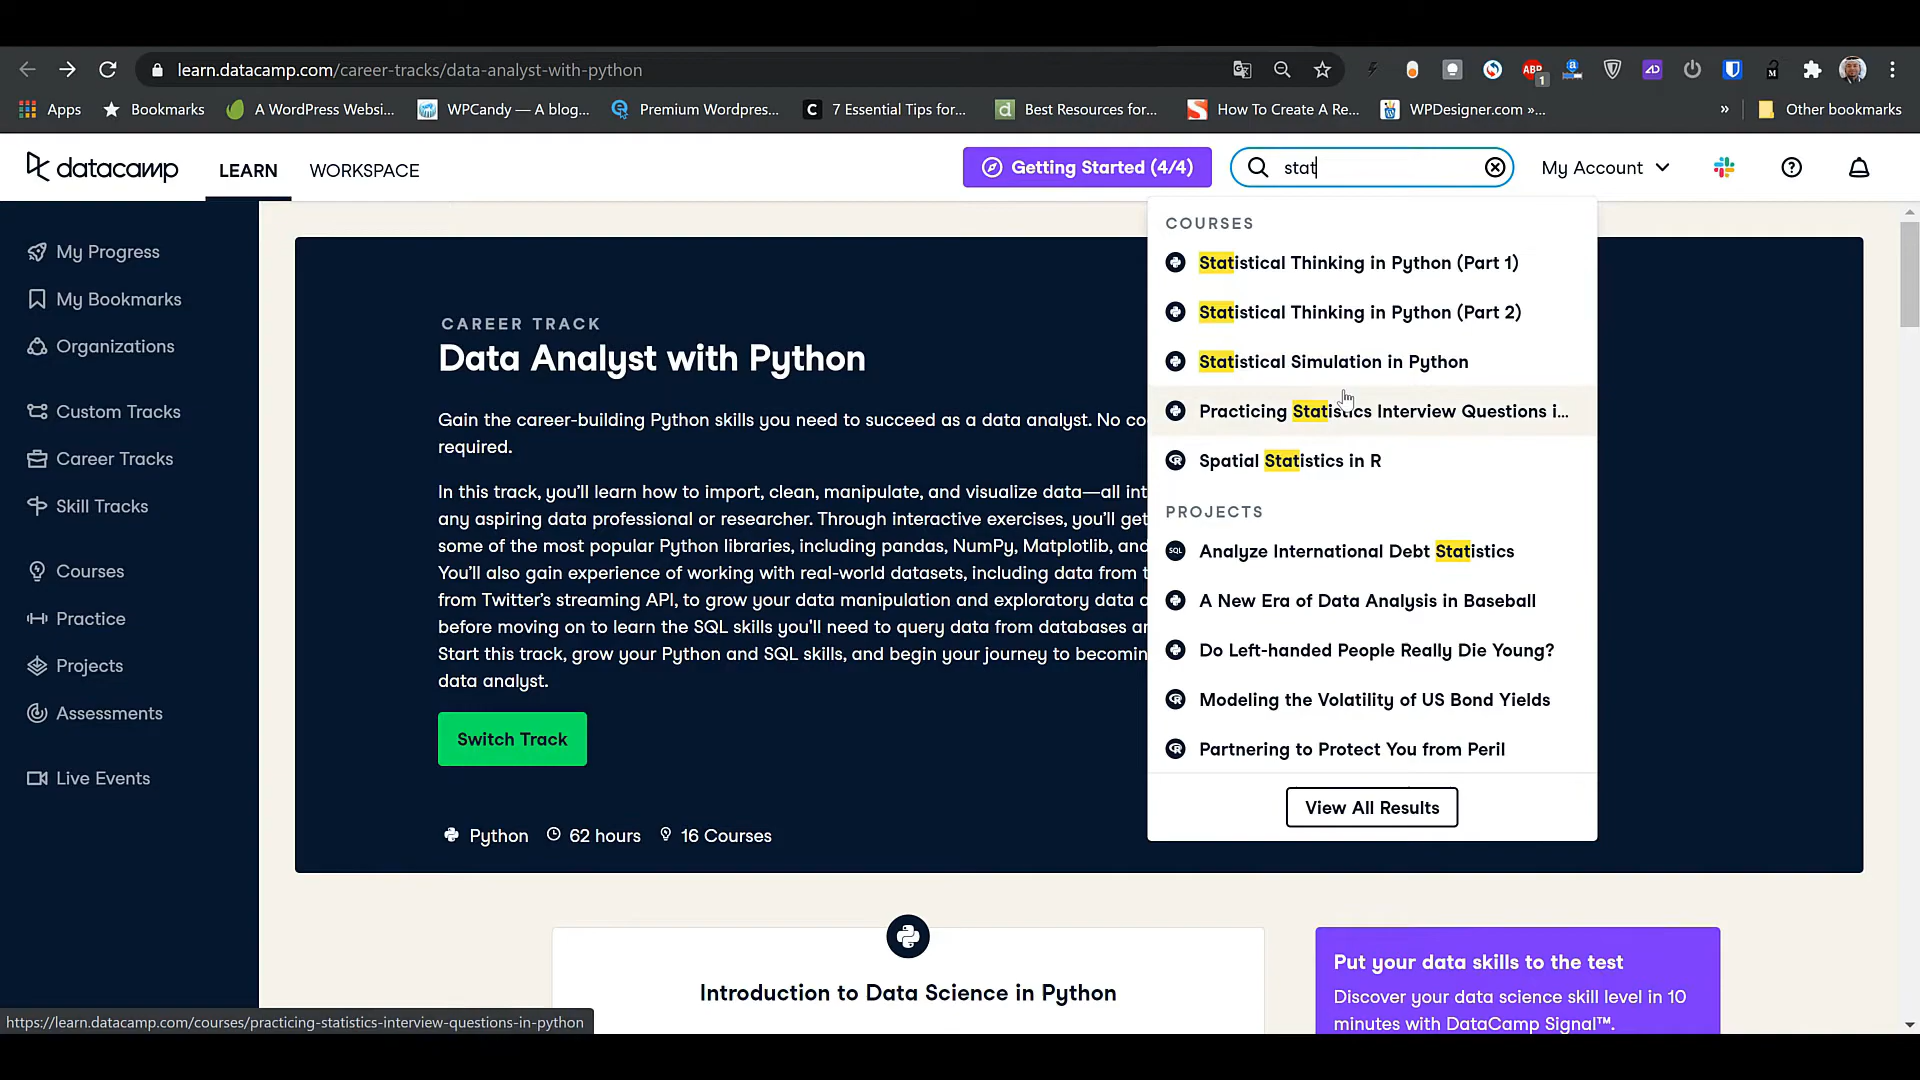 learn.datacamp.com/career-tracks/data-analyst-with-python
ABP
1
a
AD
M
Apps
Bookmarks
A WordPress Websi...
WPCandy — A blog...
Premium Wordpres...
7 Essential Tips for...
Best Resources for...
How To Create A Re...
WPDesigner.com »...
»
Other bookmarks
datacamp
LEARN
WORKSPACE
Getting Started (4/4)
stat
My Account
My Progress
My Bookmarks
Organizations
Custom Tracks
Career Tracks
Skill Tracks
Courses
Practice
Projects
Assessments
Live Events
CAREER TRACK
Data Analyst with Python
Gain the career-building Python skills you need to succeed as a data analyst. No co
required.
In this track, you'll learn how to import, clean, manipulate, and visualize data—all int
any aspiring data professional or researcher. Through interactive exercises, you'll get
some of the most popular Python libraries, including pandas, NumPy, Matplotlib, and
You'll also gain experience of working with real-world datasets, including data from t
from Twitter's streaming API, to grow your data manipulation and exploratory data a
before moving on to learn the SQL skills you'll need to query data from databases an
Start this track, grow your Python and SQL skills, and begin your journey to becomin
data analyst.
Switch Track
Python
62 hours
16 Courses
COURSES
Statistical Thinking in Python (Part 1)
Statistical Thinking in Python (Part 2)
Statistical Simulation in Python
Practicing Statistics Interview Questions i...
Spatial Statistics in R
PROJECTS
SQL
Analyze International Debt Statistics
A New Era of Data Analysis in Baseball
Do Left-handed People Really Die Young?
Modeling the Volatility of US Bond Yields
Partnering to Protect You from Peril
View All Results
Introduction to Data Science in Python
Put your data skills to the test
Discover your data science skill level in 10
minutes with DataCamp Signal™.
https://learn.datacamp.com/courses/practicing-statistics-interview-questions-in-python